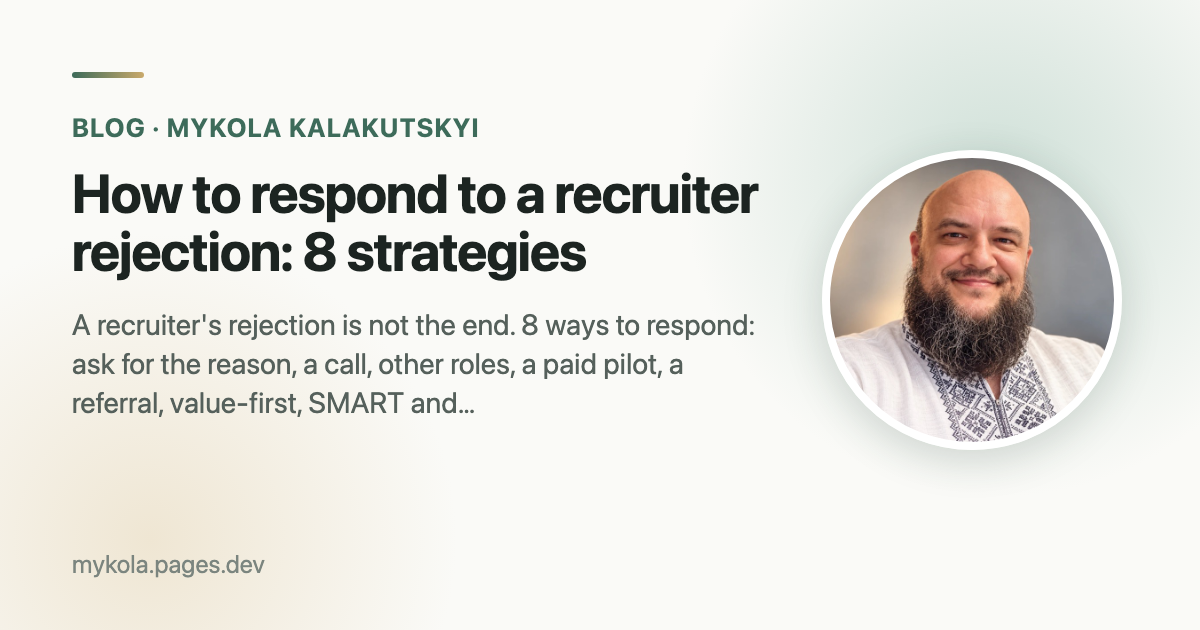 BLOG · MYKOLA KALAKUTSKYI
How to respond to a recruiter
rejection: 8 strategies
A recruiter's rejection is not the end. 8 ways to respond:
ask for the reason, a call, other roles, a paid pilot, a
referral, value-first, SMART and…
mykola.pages.dev